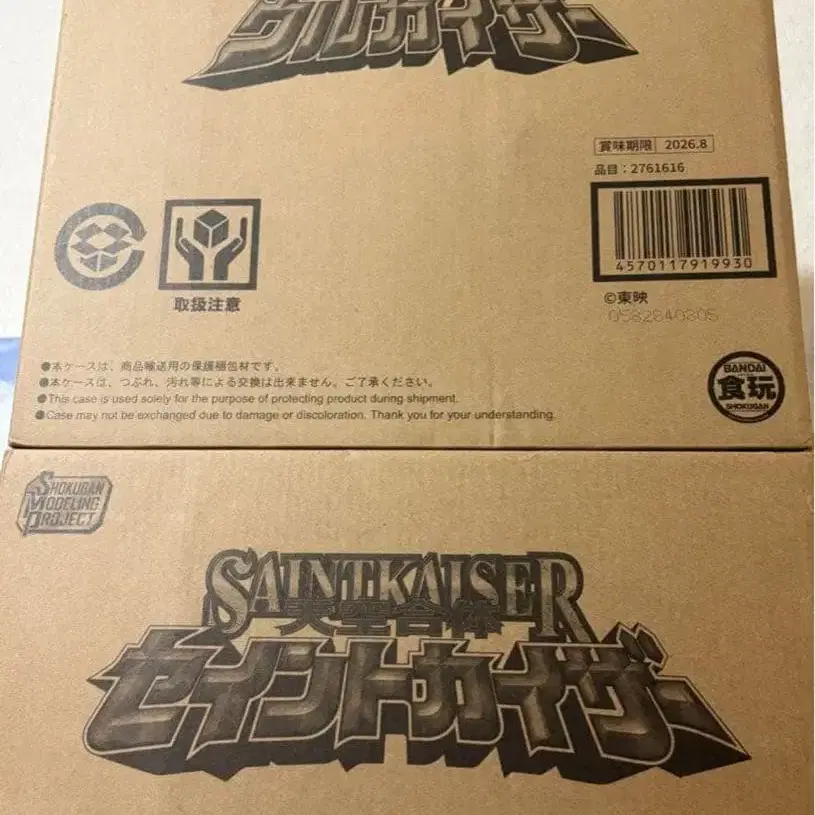 ウルカイザー
賞味期限 2026.8
品目：2761616
4570117919930
取扱注意
©東映
0582840805
●本ケースは、商品輸送用の保護梱包材です。
●本ケースは、つぶれ、汚れ等による交換は出来ません。ご了承ください。
●This case is used solely for the purpose of protecting product during shipment.
●Case may not be exchanged due to damage or discoloration. Thank you for your understanding.
BANDAI
食玩
SHOKUGAN
SHOKUGAN
MODELING
PROJECT
SAINTKAISER
天空合体
セイントカイザー